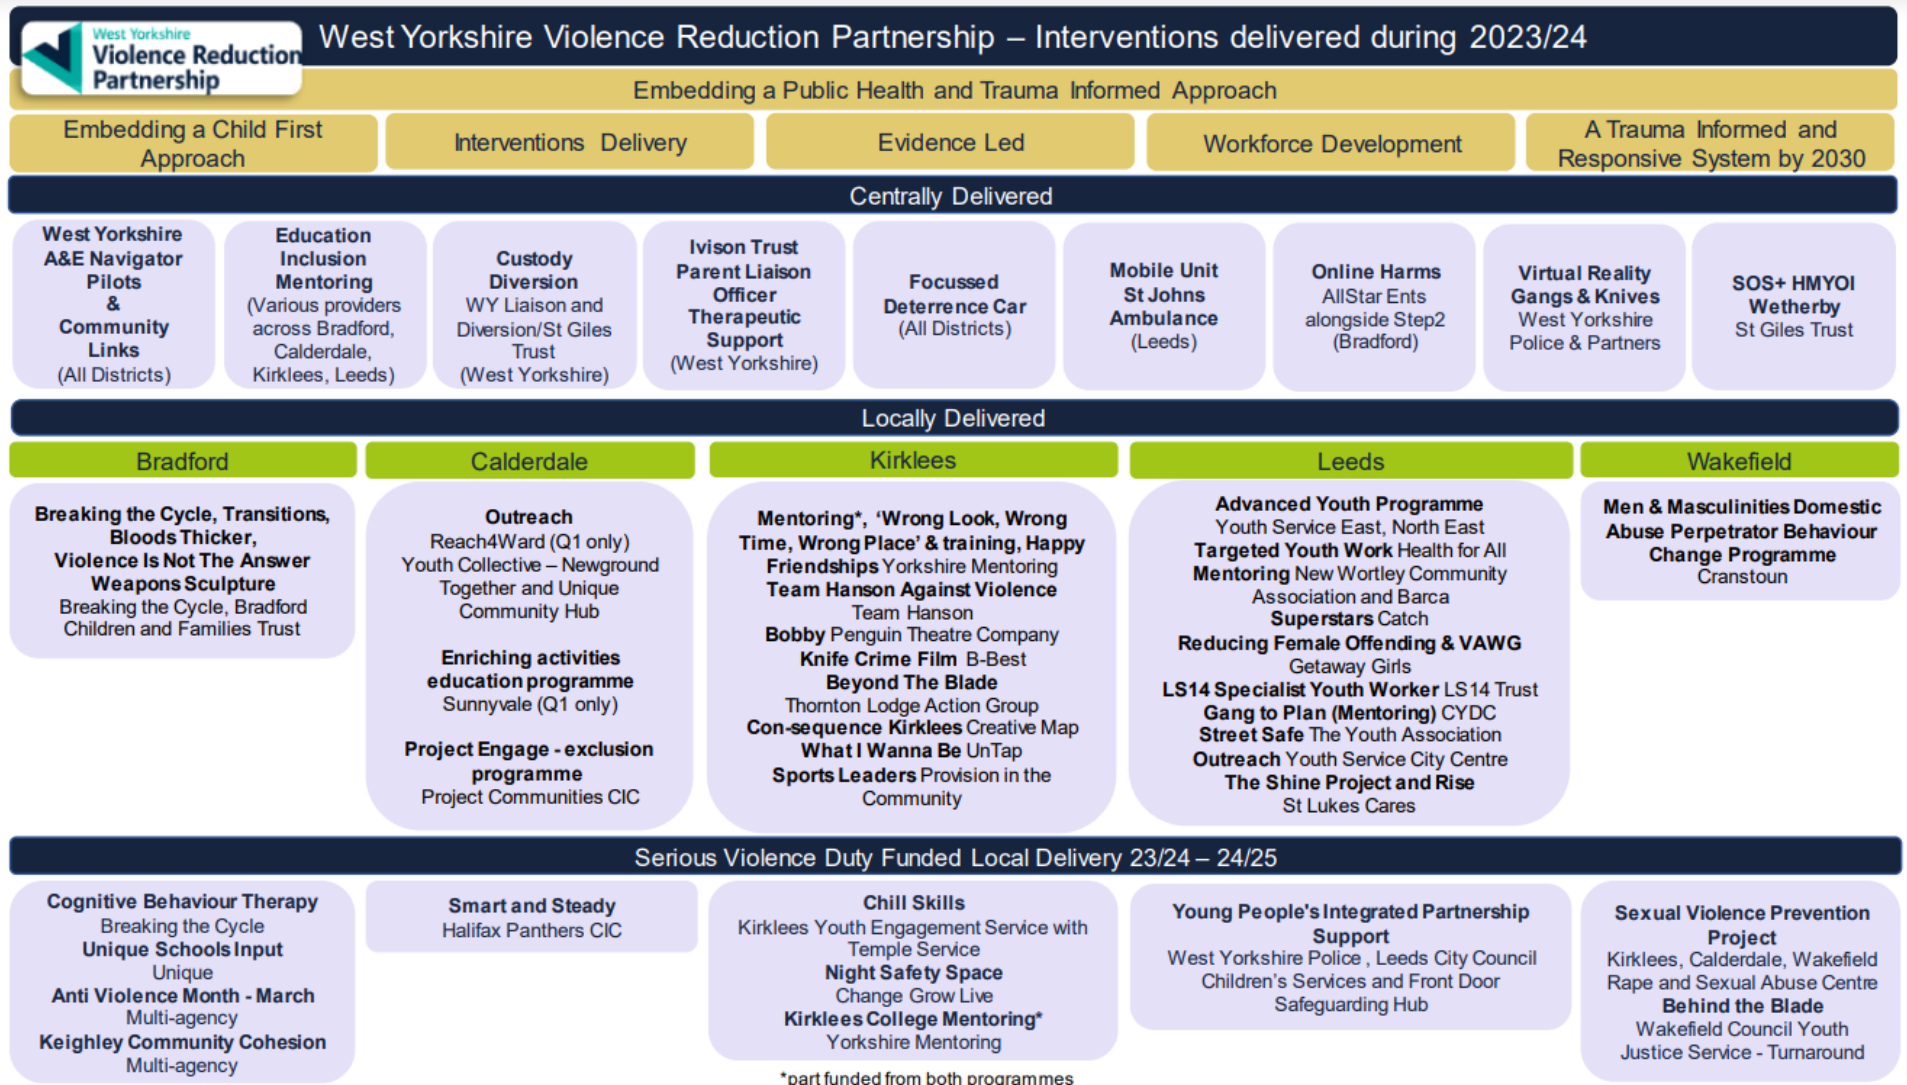 West Yorkshire
Violence Reduction
Partnership
West Yorkshire Violence Reduction Partnership – Interventions delivered during 2023/24
Embedding a Public Health and Trauma Informed Approach
Embedding a Child First
Approach
Interventions Delivery
Evidence Led
Workforce Development
A Trauma Informed and
Responsive System by 2030
Centrally Delivered
West Yorkshire
A&E Navigator
Pilots
&
Community
Links
(All Districts)
Education
Inclusion
Mentoring
(Various providers
across Bradford,
Calderdale,
Kirklees, Leeds)
Custody
Diversion
WY Liaison and
Diversion/St Giles
Trust
(West Yorkshire)
Ivison Trust
Parent Liaison
Officer
Therapeutic
Support
(West Yorkshire)
Focussed
Deterrence Car
(All Districts)
Mobile Unit
St Johns
Ambulance
(Leeds)
Online Harms
AllStar Ents
alongside Step2
(Bradford)
Virtual Reality
Gangs & Knives
West Yorkshire
Police & Partners
SOS+ HMYOI
Wetherby
St Giles Trust
Locally Delivered
Bradford
Breaking the Cycle, Transitions,
Bloods Thicker,
Violence Is Not The Answer
Weapons Sculpture
Breaking the Cycle, Bradford
Children and Families Trust
Calderdale
Outreach
Reach4Ward (Q1 only)
Youth Collective – Newground
Together and Unique
Community Hub
Enriching activities
education programme
Sunnyvale (Q1 only)
Project Engage - exclusion
programme
Project Communities CIC
Kirklees
Mentoring*, ‘Wrong Look, Wrong
Time, Wrong Place’ & training, Happy
Friendships Yorkshire Mentoring
Team Hanson Against Violence
Team Hanson
Bobby Penguin Theatre Company
Knife Crime Film B-Best
Beyond The Blade
Thornton Lodge Action Group
Con-sequence Kirklees Creative Map
What I Wanna Be UnTap
Sports Leaders Provision in the
Community
Leeds
Advanced Youth Programme
Youth Service East, North East
Targeted Youth Work Health for All
Mentoring New Wortley Community
Association and Barca
Superstars Catch
Reducing Female Offending & VAWG
Getaway Girls
LS14 Specialist Youth Worker LS14 Trust
Gang to Plan (Mentoring) CYDC
Street Safe The Youth Association
Outreach Youth Service City Centre
The Shine Project and Rise
St Lukes Cares
Wakefield
Men & Masculinities Domestic
Abuse Perpetrator Behaviour
Change Programme
Cranstoun
Serious Violence Duty Funded Local Delivery 23/24 – 24/25
Cognitive Behaviour Therapy
Breaking the Cycle
Unique Schools Input
Unique
Anti Violence Month - March
Multi-agency
Keighley Community Cohesion
Multi-agency
Smart and Steady
Halifax Panthers CIC
Chill Skills
Kirklees Youth Engagement Service with
Temple Service
Night Safety Space
Change Grow Live
Kirklees College Mentoring*
Yorkshire Mentoring
Young People's Integrated Partnership
Support
West Yorkshire Police , Leeds City Council
Children’s Services and Front Door
Safeguarding Hub
Sexual Violence Prevention
Project
Kirklees, Calderdale, Wakefield
Rape and Sexual Abuse Centre
Behind the Blade
Wakefield Council Youth
Justice Service - Turnaround
*part funded from both programmes